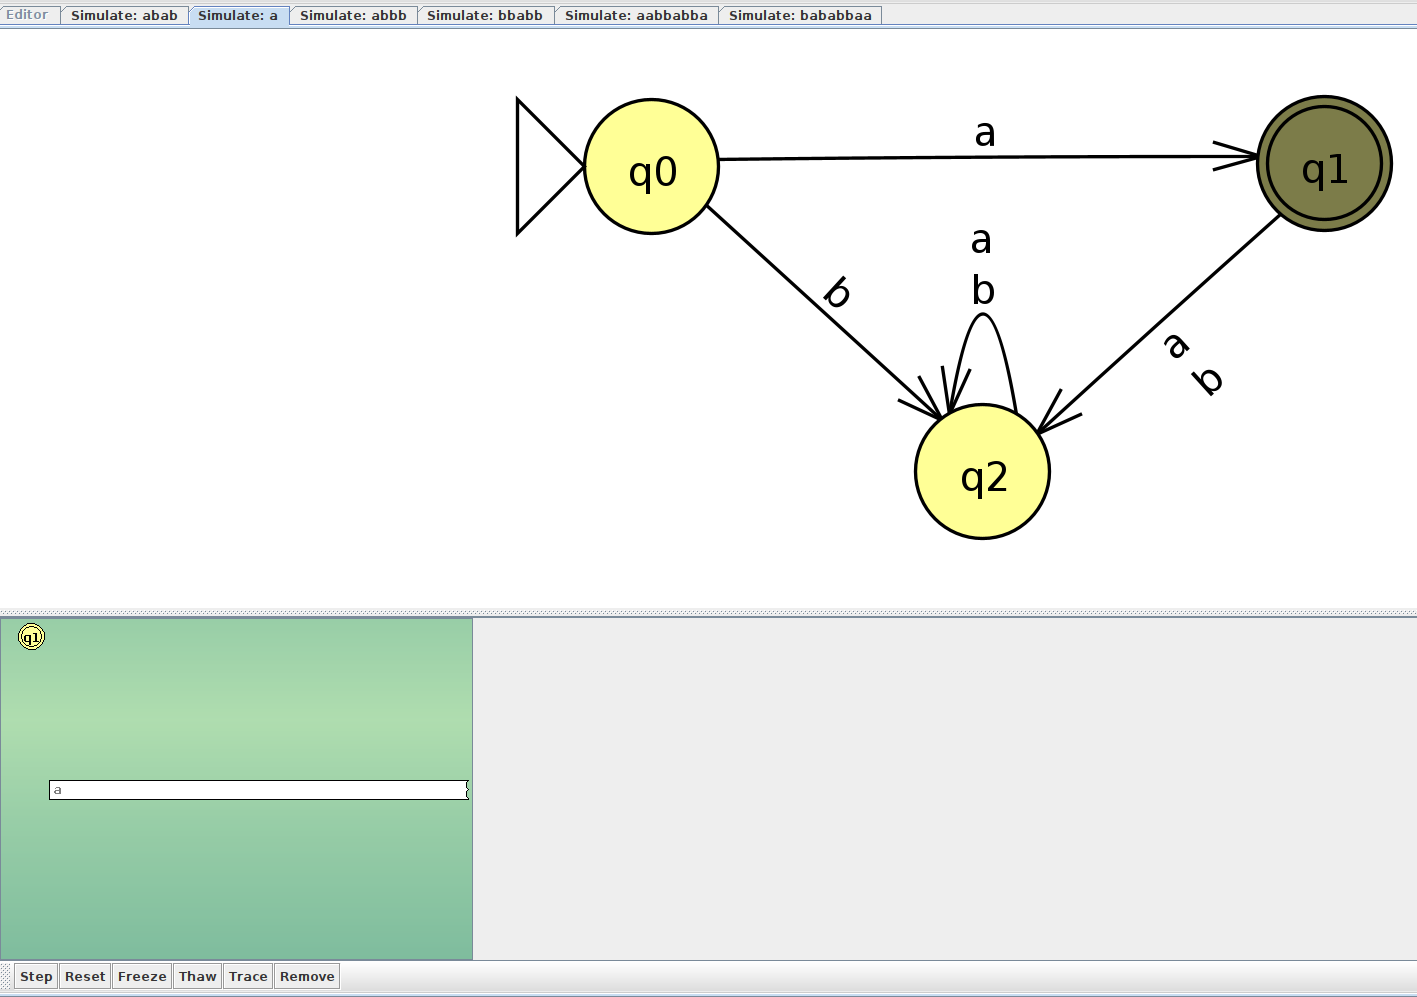 Editor
Simulate: abab
Simulate: a
Simulate: abbb
Simulate: bbabb
Simulate: aabbabba
Simulate: bababbaa
a
q0
q1
a
b
b
a
b
q2
q1
a
Step
Reset
Freeze
Thaw
Trace
Remove